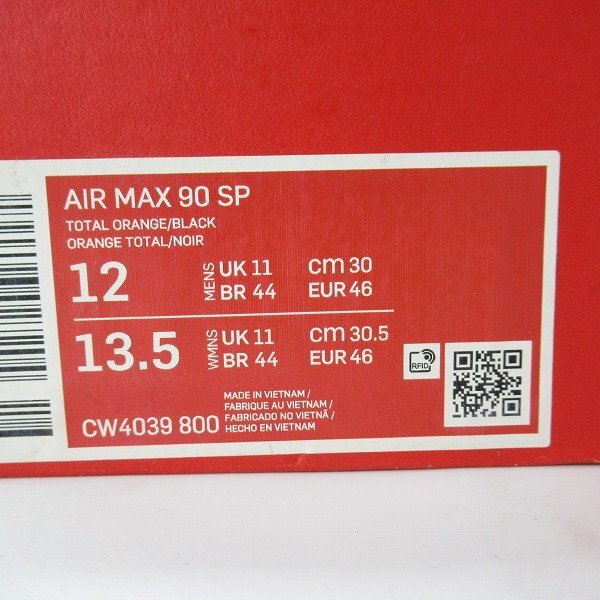 AIR MAX 90 SP
TOTAL ORANGE/BLACK
ORANGE TOTAL/NOIR
12 MENS UK 11 cm 30
BR 44 EUR 46
13.5 WMNS UK 11 cm 30.5
BR 44 EUR 46
RFID
CW4039 800
MADE IN VIETNAM /
FABRIQUE AU VIETNAM /
FABRICADO NO VIETNÃ /
HECHO EN VIETNAM